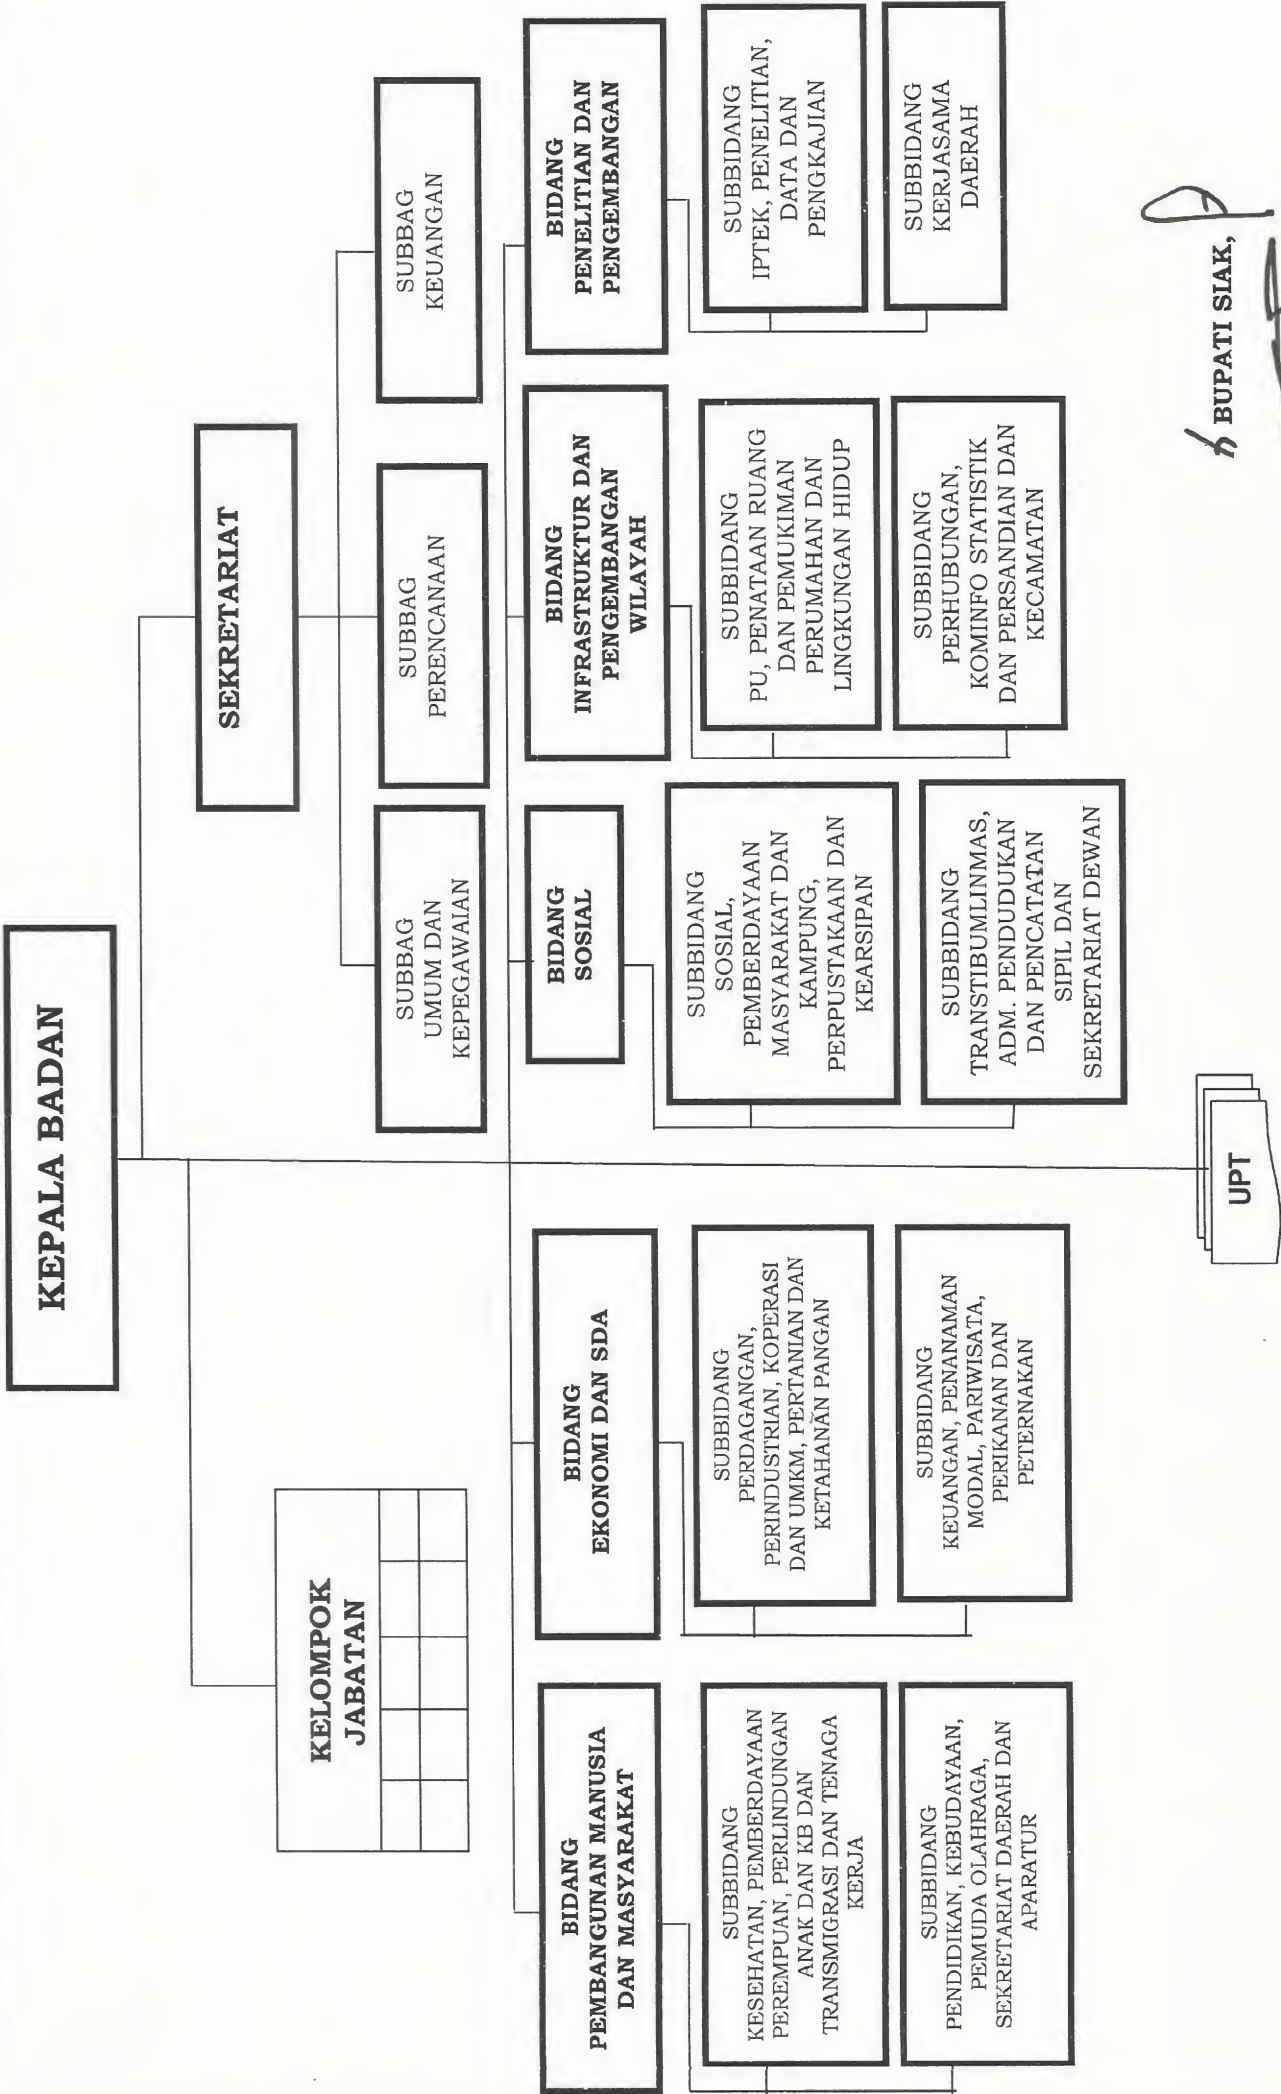 KEPALA BADAN
KELOMPOK
JABATAN
SEKRETARIAT
SUBBAG
UMUM DAN
KEPEGAWAIAN
SUBBAG
PERENCANAAN
SUBBAG
KEUANGAN
BIDANG
PEMBANGUNAN MANUSIA
DAN MASYARAKAT
BIDANG
EKONOMI DAN SDA
BIDANG
SOSIAL
BIDANG
INFRASTRUKTUR DAN
PENGEMBANGAN
WILAYAH
BIDANG
PENELITIAN DAN
PENGEMBANGAN
SUBBIDANG
KESEHATAN, PEMBERDAYAAN
PEREMPUAN, PERLINDUNGAN
ANAK DAN KB DAN
TRANSMIGRASI DAN TENAGA
KERJA
SUBBIDANG
PERDAGANGAN,
PERINDUSTRIAN, KOPERASI
DAN UMKM, PERTANIAN DAN
KETAHANAN PANGAN
SUBBIDANG
SOSIAL,
PEMBERDAYAAN
MASYARAKAT DAN
KAMPUNG,
PERPUSTAKAAN DAN
KEARSIPAN
SUBBIDANG
PU, PENATAAN RUANG
DAN PEMUKIMAN
PERUMAHAN DAN
LINGKUNGAN HIDUP
SUBBIDANG
IPTEK, PENELITIAN,
DATA DAN
PENGKAJIAN
SUBBIDANG
PENDIDIKAN, KEBUDAYAAN,
PEMUDA OLAHRAGA,
SEKRETARIAT DAERAH DAN
APARATUR
SUBBIDANG
KEUANGAN, PENANAMAN
MODAL, PARIWISATA,
PERIKANAN DAN
PETERNAKAN
SUBBIDANG
TRANSTIBUMLINMAS,
ADM. PENDUDUKAN
DAN PENCATATAN
SIPIL DAN
SEKRETARIAT DEWAN
SUBBIDANG
PERHUBUNGAN,
KOMINFO STATISTIK
DAN PERSANDIAN DAN
KECAMATAN
SUBBIDANG
KERJASAMA
DAERAH
UPT
BUPATI SIAK,